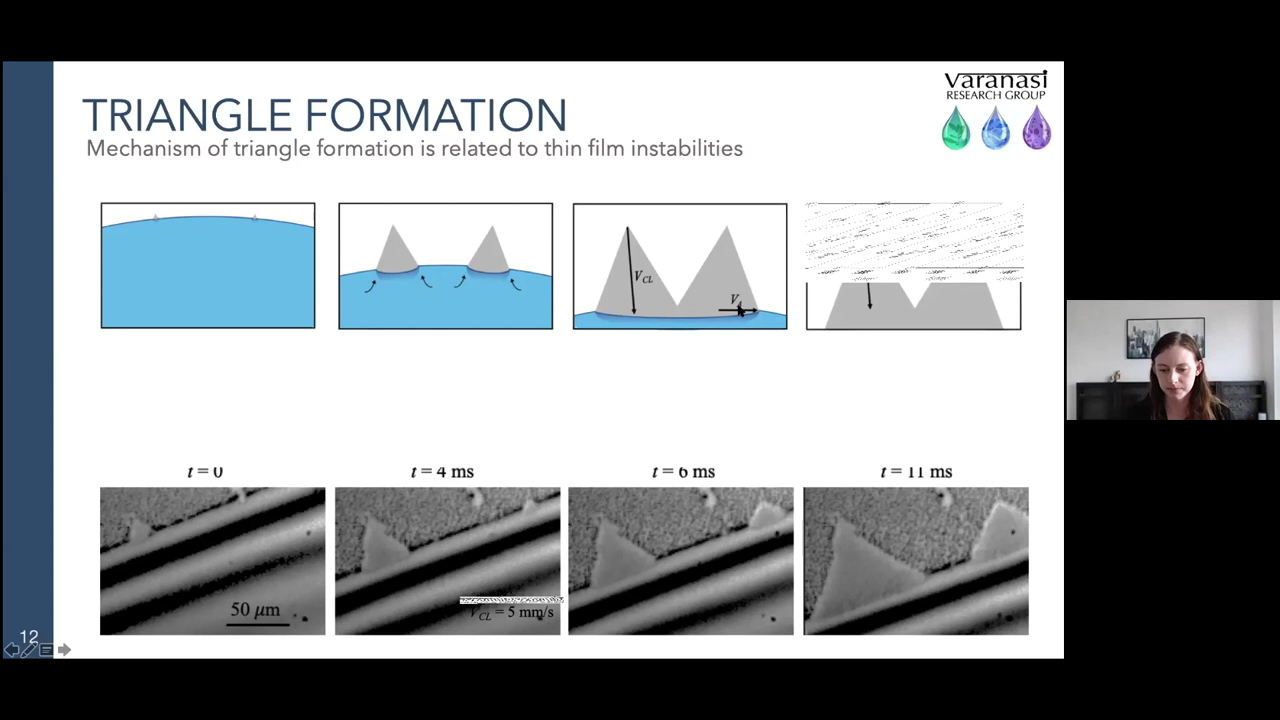 varanasi
RESEARCH GROUP
TRIANGLE FORMATION
Mechanism of triangle formation is related to thin film instabilities
V_CL
t = 0
t = 4 ms
t = 6 ms
t = 11 ms
50 μm
V_CL = 5 mm/s
12